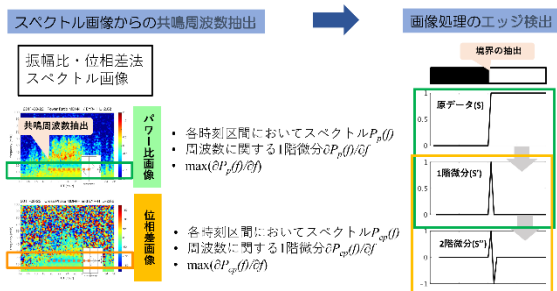 スペクトル画像からの共鳴周波数抽出
画像処理のエッジ検出
振幅比・位相差法
スペクトル画像
共鳴周波数抽出
パワー比画像
• 各時刻区間においてスペクトルPp(f)
• 周波数に関する1階微分∂Pp(f)/∂f
• max(∂Pp(f)/∂f)
位相差画像
• 各時刻区間においてスペクトルPcp(f)
• 周波数に関する1階微分∂Pcp(f)/∂f
• max(∂Pcp(f)/∂f)
境界の抽出
原データ(S)
1
0.5
0
1階微分(S')
1
0.5
0
2階微分(S'')
1
0
-1